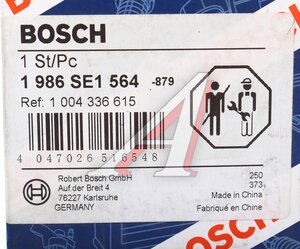 BOSCH
1 St/Pc
1 986 SE1 564 -879
Ref: 1 004 336 615
4 047026 516548
BOSCH
Robert Bosch GmbH
Auf der Breit 4
76227 Karlsruhe
GERMANY
250
373
Made in China
Fabriqué en Chine